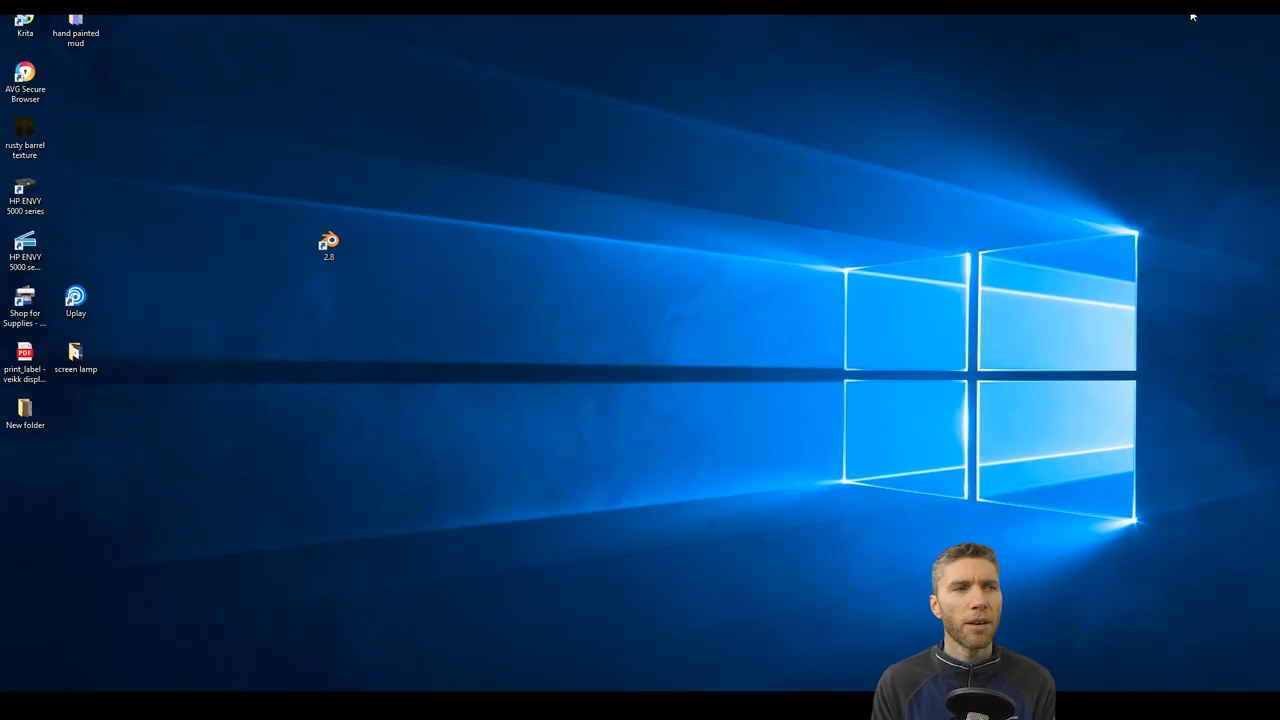 Krita
hand painted
mud
AVG Secure
Browser
rusty barrel
texture
HP ENVY
5000 series
2.8
HP ENVY
5000 se...
Shop for
Supplies - ...
Uplay
PDF
print_label -
veikk displ...
screen lamp
New folder